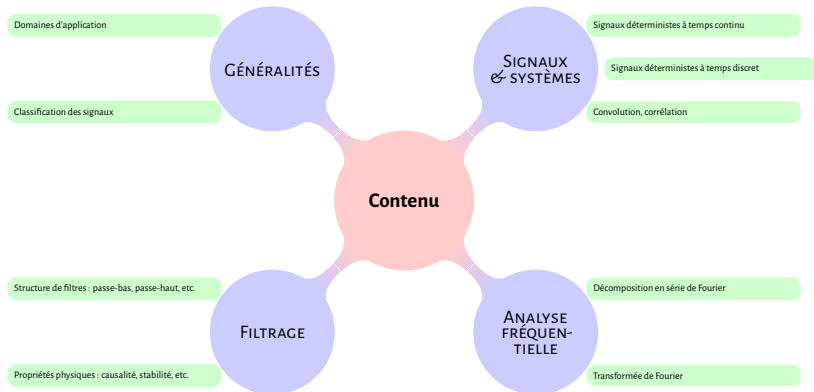 Domaines d'application
GÉNÉRALITÉS
Classification des signaux
Signaux déterministes à temps continu
SIGNAUX
& SYSTÈMES
Signaux déterministes à temps discret
Convolution, corrélation
Contenu
Structure de filtres : passe-bas, passe-haut, etc.
FILTRAGE
Propriétés physiques : causalité, stabilité, etc.
Décomposition en série de Fourier
ANALYSE
FRÉQUEN-
TIELLE
Transformée de Fourier